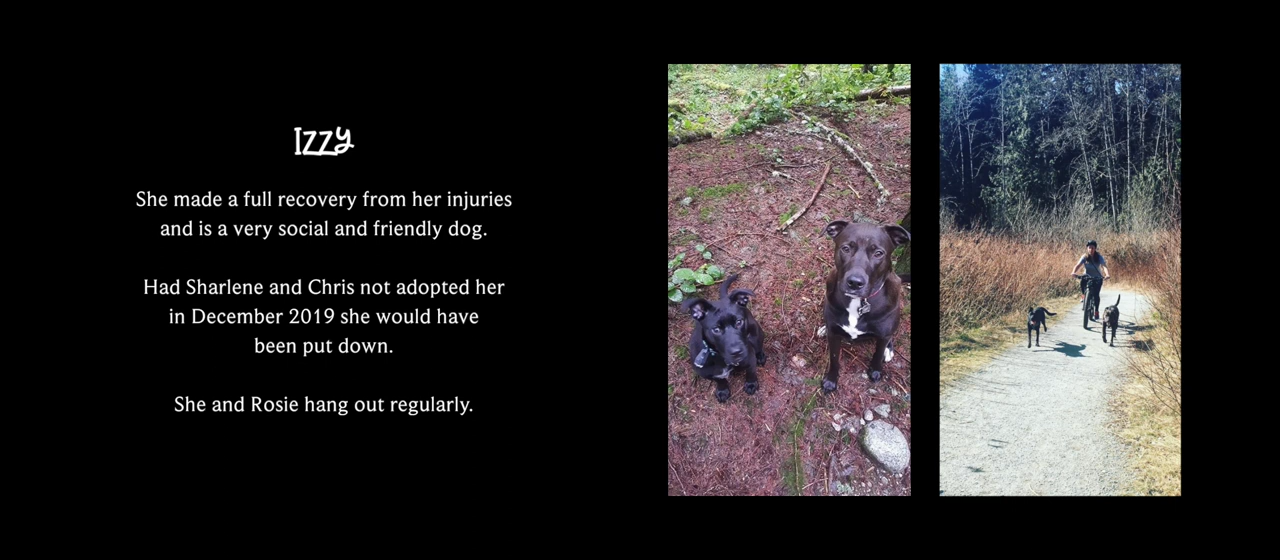 Izzy
She made a full recovery from her injuries
and is a very social and friendly dog.
Had Sharlene and Chris not adopted her
in December 2019 she would have
been put down.
She and Rosie hang out regularly.